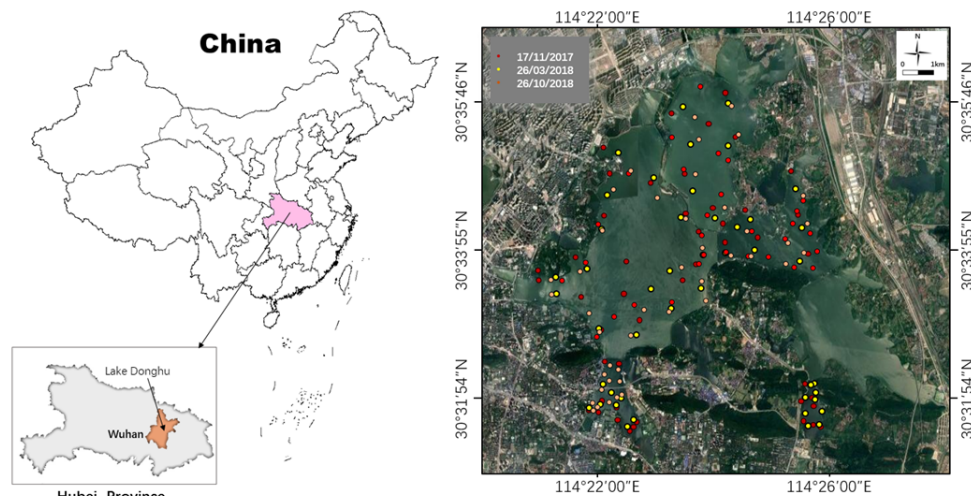 China
Lake Donghu
Wuhan
Hubei Province
114°22′00″E
114°26′00″E
17/11/2017
26/03/2018
26/10/2018
N
0 1km
30°35′46″N
30°33′55″N
30°31′54″N
30°35′46″N
30°33′55″N
30°31′54″N
114°22′00″E
114°26′00″E